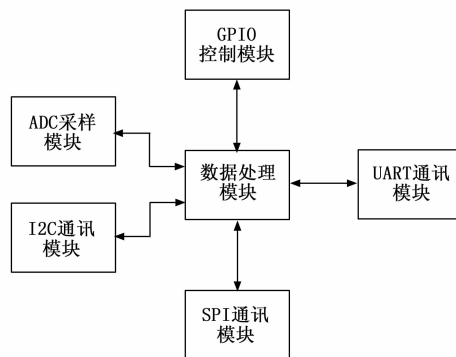 GPIO
控制模块
ADC采样
模块
数据处理
模块
UART通讯
模块
I2C通讯
模块
SPI通讯
模块